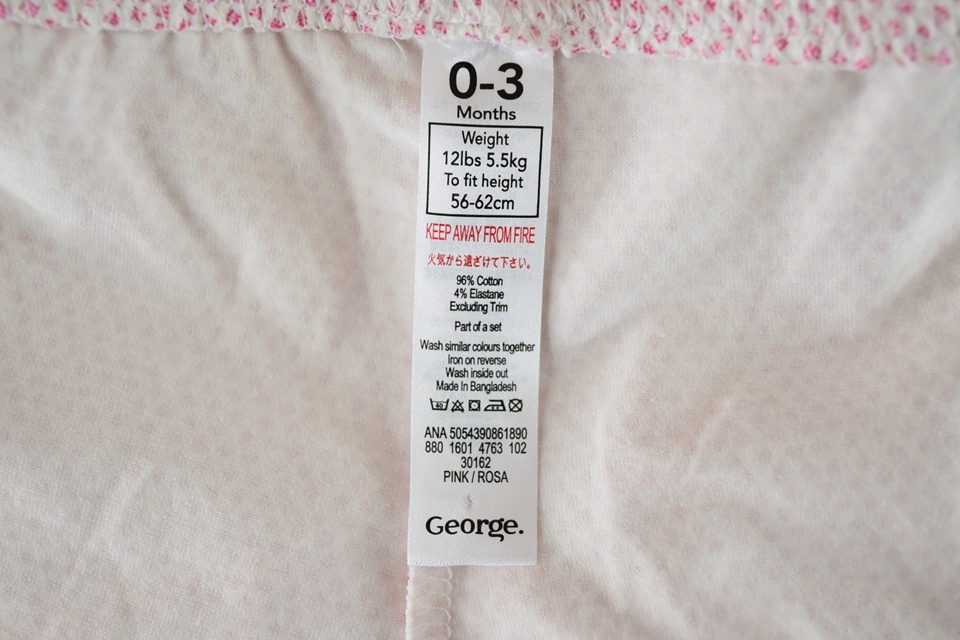 0-3
Months
Weight
12lbs 5.5kg
To fit height
56-62cm
KEEP AWAY FROM FIRE
火気から遠ざけて下さい。
96% Cotton
4% Elastane
Excluding Trim
Part of a set
Wash similar colours together
Iron on reverse
Wash inside out
Made In Bangladesh
40
ANA 5054390861890
880 1601 4763 102
30162
PINK / ROSA
George.